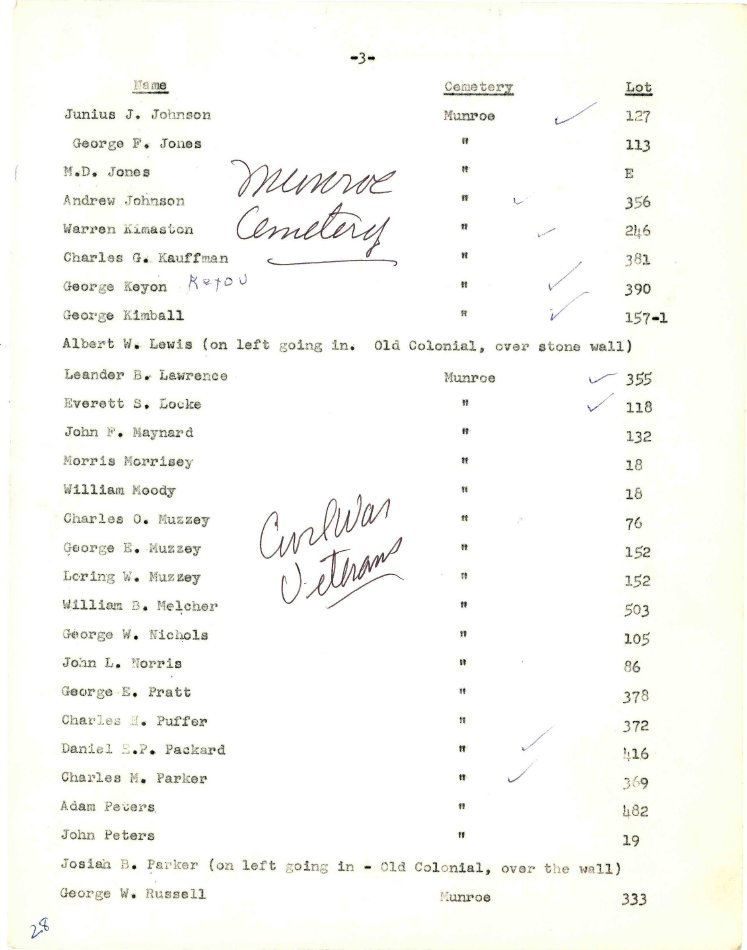 -3-
Name Cemetery Lot
Junius J. Johnson Munroe ✓ 127
George F. Jones " 113
M.D. Jones " E
Munroe
Andrew Johnson " ✓ 356
Cemetery
Warren Kimaston " ✓ 246
Charles G. Kauffman " 381
George Keyon Keyou " ✓ 390
George Kimball " ✓ 157-1
Albert W. Lewis (on left going in. Old Colonial, over stone wall)
Leander B. Lawrence Munroe ✓ 355
Everett S. Locke " ✓ 118
John F. Maynard " 132
Morris Morrisey " 18
William Moody " 18
Charles O. Muzzey " 76
Civil War
George E. Muzzey " 152
Veterans
Loring W. Muzzey " 152
William B. Melcher " 503
George W. Nichols " 105
John L. Norris " 86
George E. Pratt " 378
Charles H. Puffer " 372
Daniel E.P. Packard " ✓ 416
Charles M. Parker " ✓ 369
Adam Peters " 482
John Peters " 19
Josiah B. Parker (on left going in - Old Colonial, over the wall)
George W. Russell Munroe 333
28